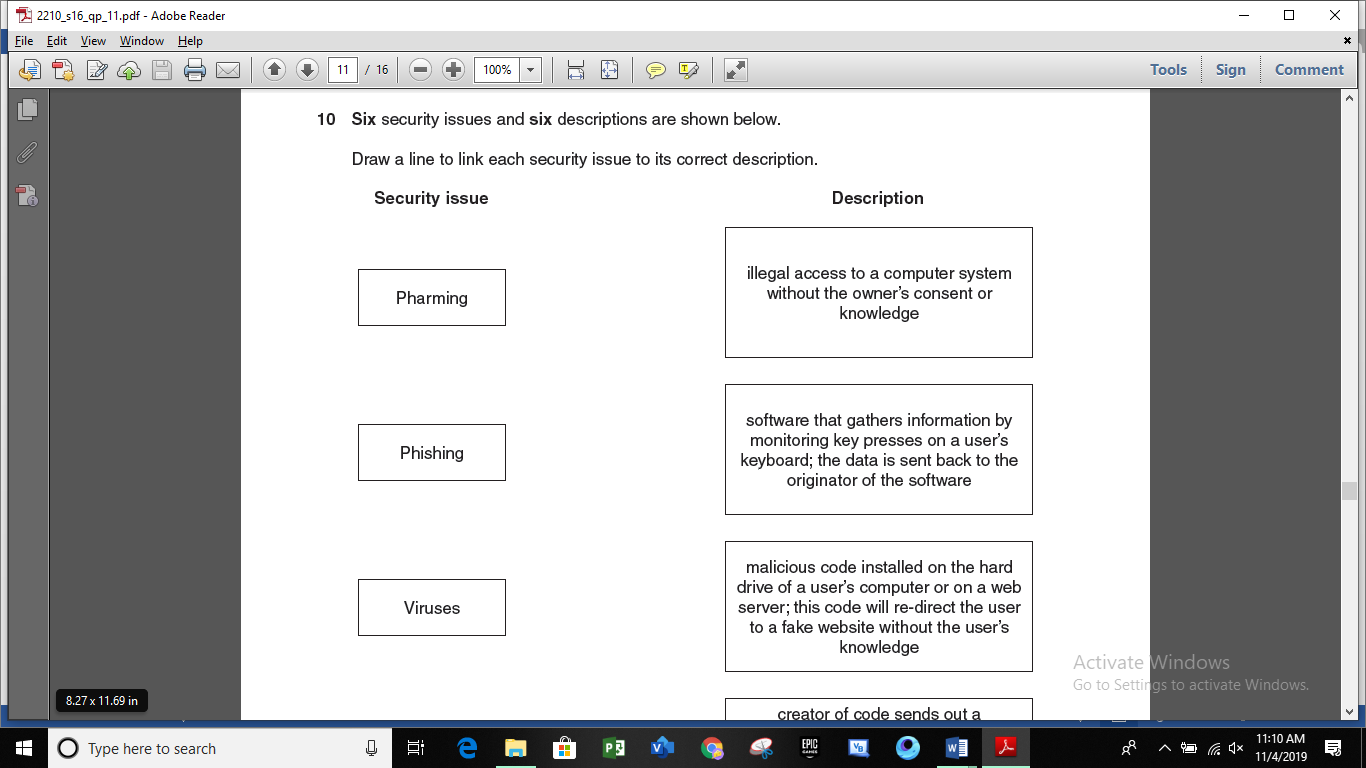 2210_s16_qp_11.pdf - Adobe Reader
File Edit View Window Help
11 / 16 100% Tools Sign Comment
10 Six security issues and six descriptions are shown below.
Draw a line to link each security issue to its correct description.
Security issue Description
illegal access to a computer system
without the owner's consent or
knowledge
Pharming
software that gathers information by
monitoring key presses on a user's
keyboard; the data is sent back to the
originator of the software
Phishing
malicious code installed on the hard
drive of a user's computer or on a web
server; this code will re-direct the user
to a fake website without the user's
knowledge
Viruses
creator of code sends out a
Activate Windows
Go to Settings to activate Windows.
8.27 x 11.69 in
Type here to search
EPIC
GAMES
11:10 AM
11/4/2019